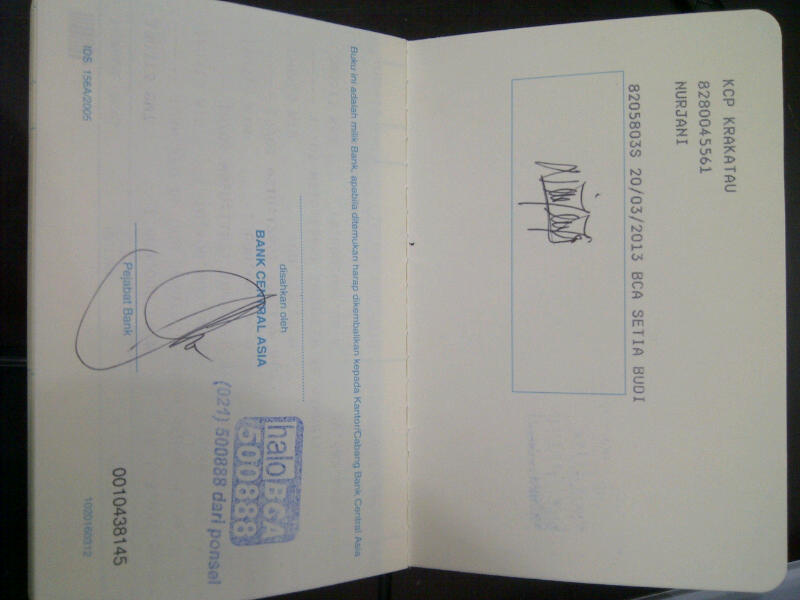 KCP KRAKATAU
8280045561
NURJANI
8205803S 20/03/2013 BCA SETIA BUDI
Buku ini adalah milik Bank, apabila ditemukan harap dikembalikan kepada Kantor/Cabang Bank Central Asia
disahkan oleh
BANK CENTRAL ASIA
Pejabat Bank
halo BCA
500888
(021) 500888 dari ponsel
IDS 156A/2005
0010438145
1020160312